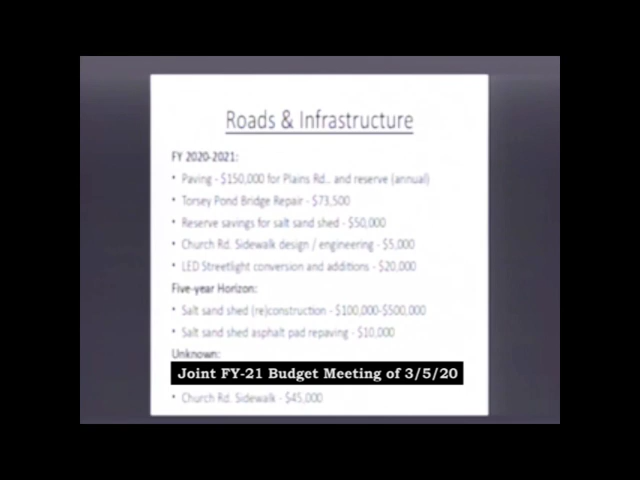 Roads & Infrastructure
FY 2020-2021:
• Paving - $150,000 for Plains Rd.. and reserve (annual)
• Torsey Pond Bridge Repair - $73,500
• Reserve savings for salt sand shed - $50,000
• Church Rd. Sidewalk design / engineering - $5,000
• LED Streetlight conversion and additions - $20,000
Five-year Horizon:
• Salt sand shed (re)construction - $100,000-$500,000
• Salt sand shed asphalt pad repaving - $10,000
Unknown:
Joint FY-21 Budget Meeting of 3/5/20
• Church Rd. Sidewalk - $45,000